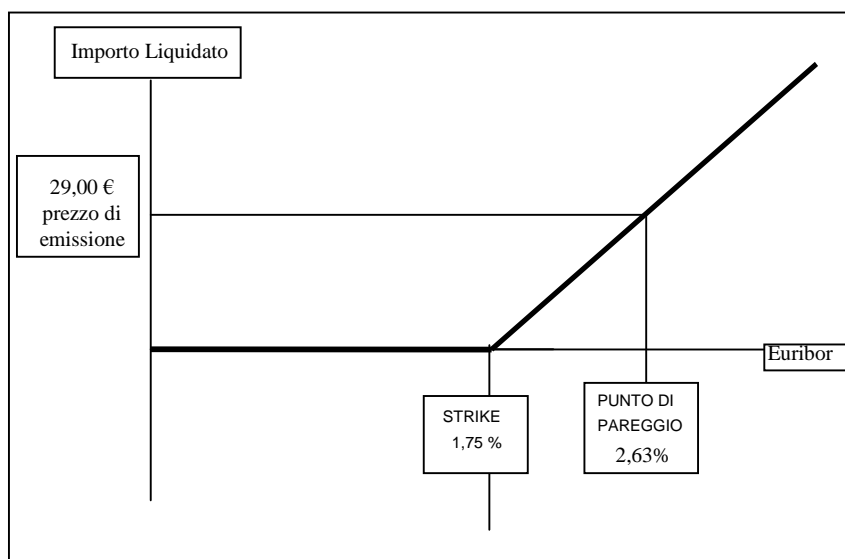 Importo Liquidato
29,00 €
prezzo di
emissione
Euribor
STRIKE
1,75 %
PUNTO DI
PAREGGIO
2,63%